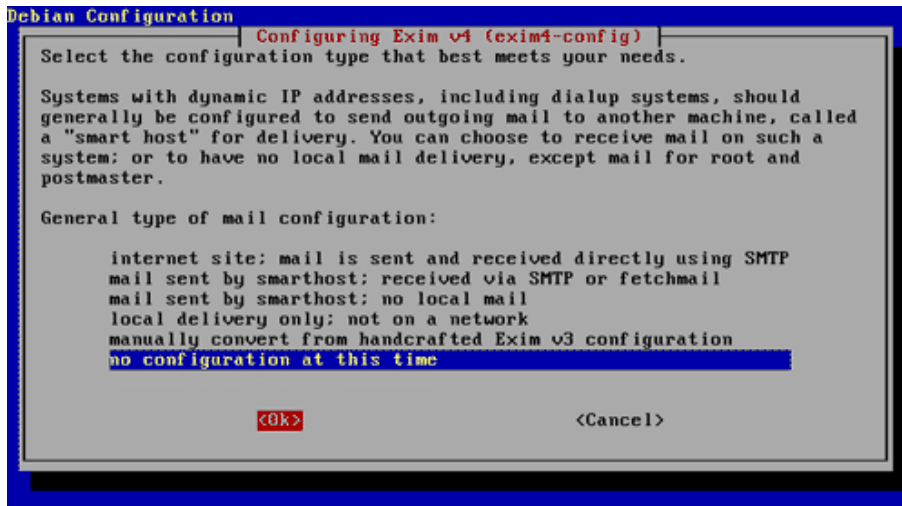 Debian Configuration
Configuring Exim v4 (exim4-config)
Select the configuration type that best meets your needs.
Systems with dynamic IP addresses, including dialup systems, should
generally be configured to send outgoing mail to another machine, called
a "smart host" for delivery. You can choose to receive mail on such a
system; or to have no local mail delivery, except mail for root and
postmaster.
General type of mail configuration:
internet site; mail is sent and received directly using SMTP
mail sent by smarthost; received via SMTP or fetchmail
mail sent by smarthost; no local mail
local delivery only; not on a network
manually convert from handcrafted Exim v3 configuration
no configuration at this time
<Ok> <Cancel>